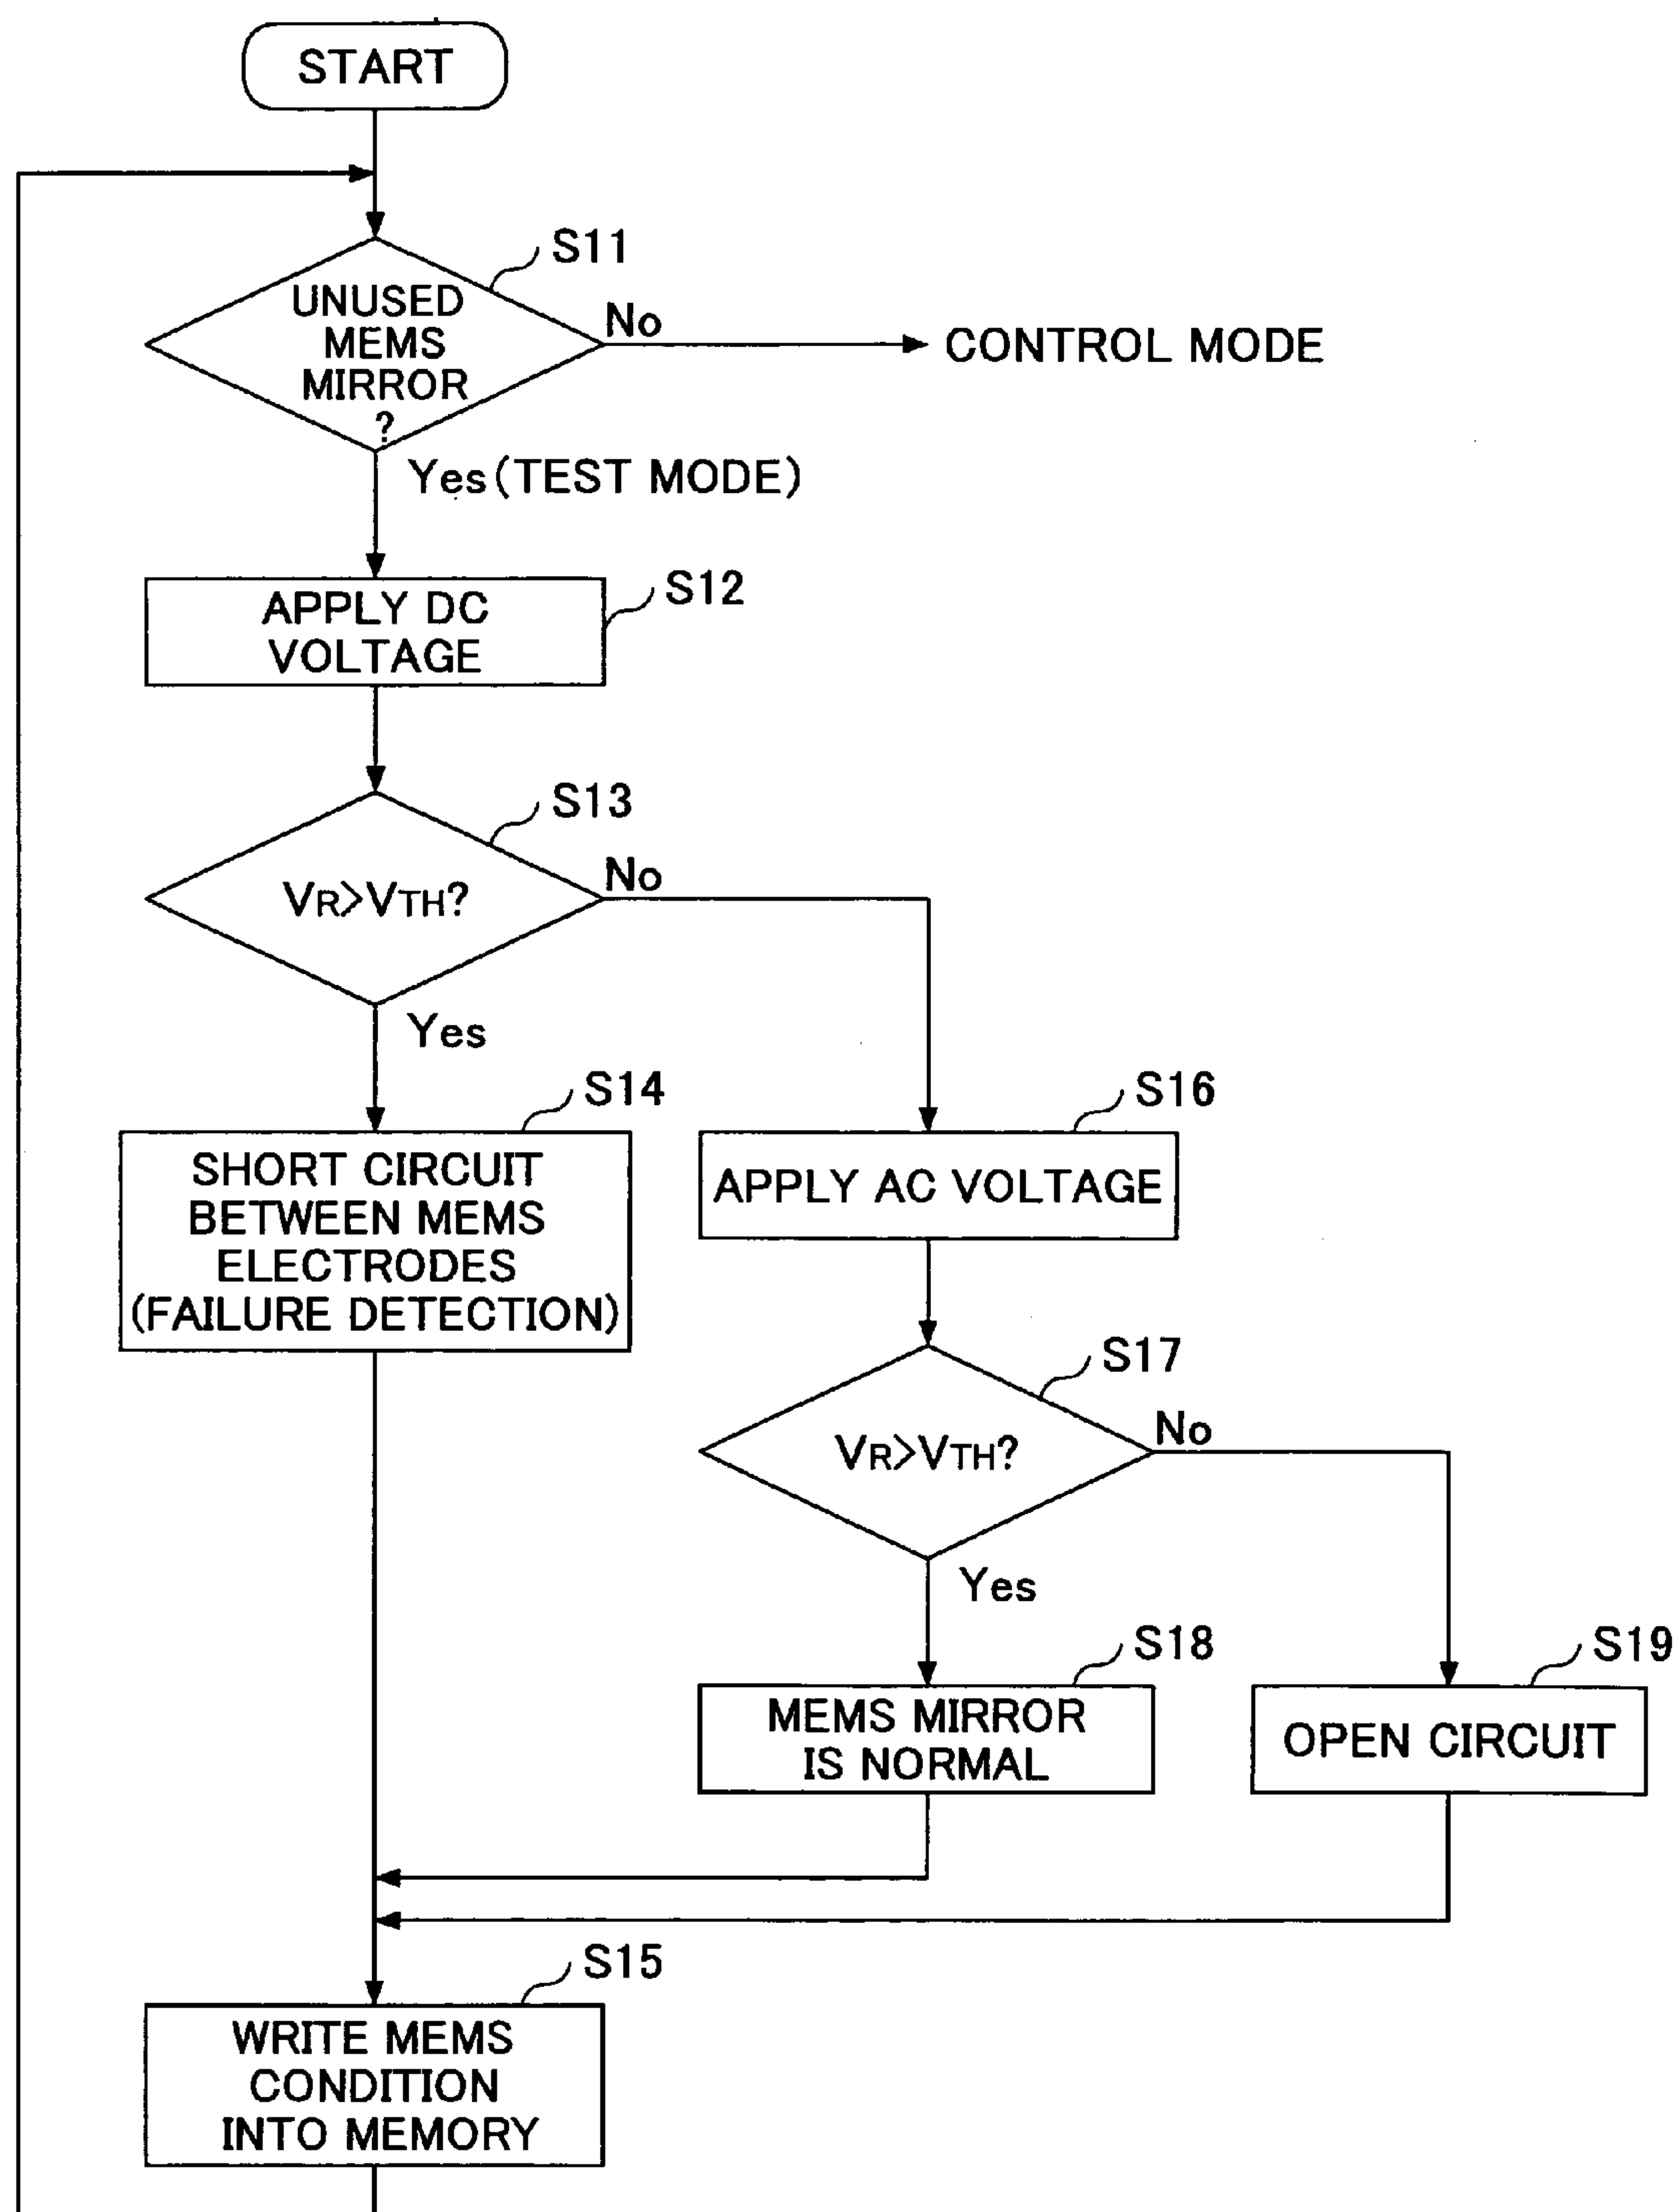 START
S11
UNUSED
MEMS
MIRROR
?
No
CONTROL MODE
Yes(TEST MODE)
S12
APPLY DC
VOLTAGE
S13
VR>VTH?
No
Yes
S14
SHORT CIRCUIT
BETWEEN MEMS
ELECTRODES
(FAILURE DETECTION)
S16
APPLY AC VOLTAGE
S17
VR>VTH?
No
Yes
S18
MEMS MIRROR
IS NORMAL
S19
OPEN CIRCUIT
S15
WRITE MEMS
CONDITION
INTO MEMORY